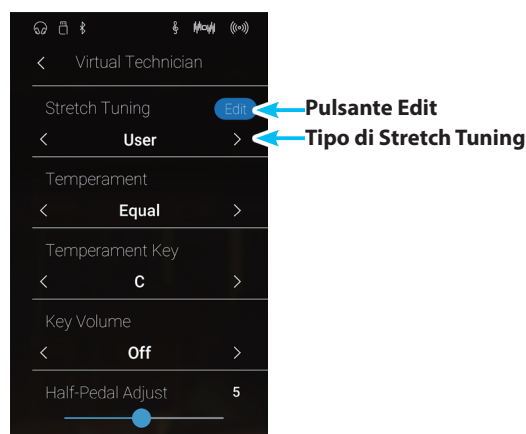 Virtual Technician
Stretch Tuning Edit
Pulsante Edit
User
Tipo di Stretch Tuning
Temperament
Equal
Temperament Key
C
Key Volume
Off
Half-Pedal Adjust 5